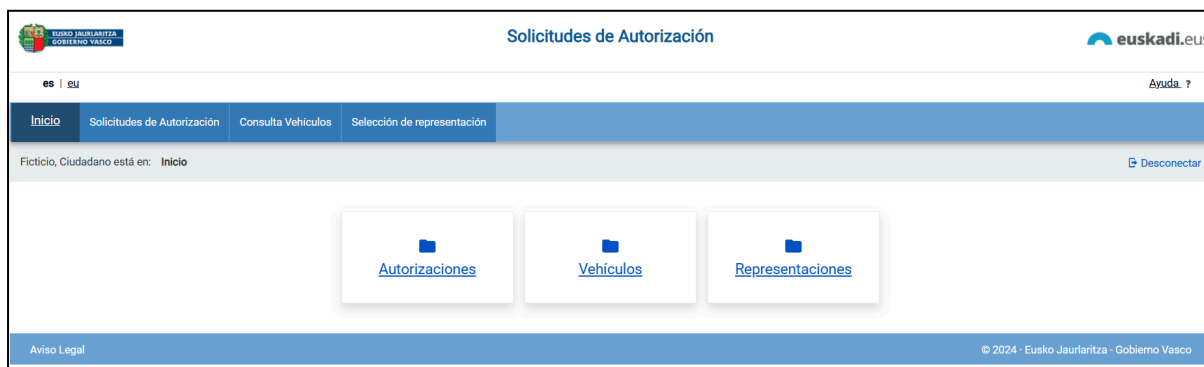 EUSKO JAURLARITZA
GOBIERNO VASCO
Solicitudes de Autorización
euskadi.eus
es | eu
Ayuda ?
Inicio Solicitudes de Autorización Consulta Vehículos Selección de representación
Ficticio, Ciudadano está en: Inicio
Desconectar
Autorizaciones Vehículos Representaciones
Aviso Legal
© 2024 · Eusko Jaurlaritza - Gobierno Vasco